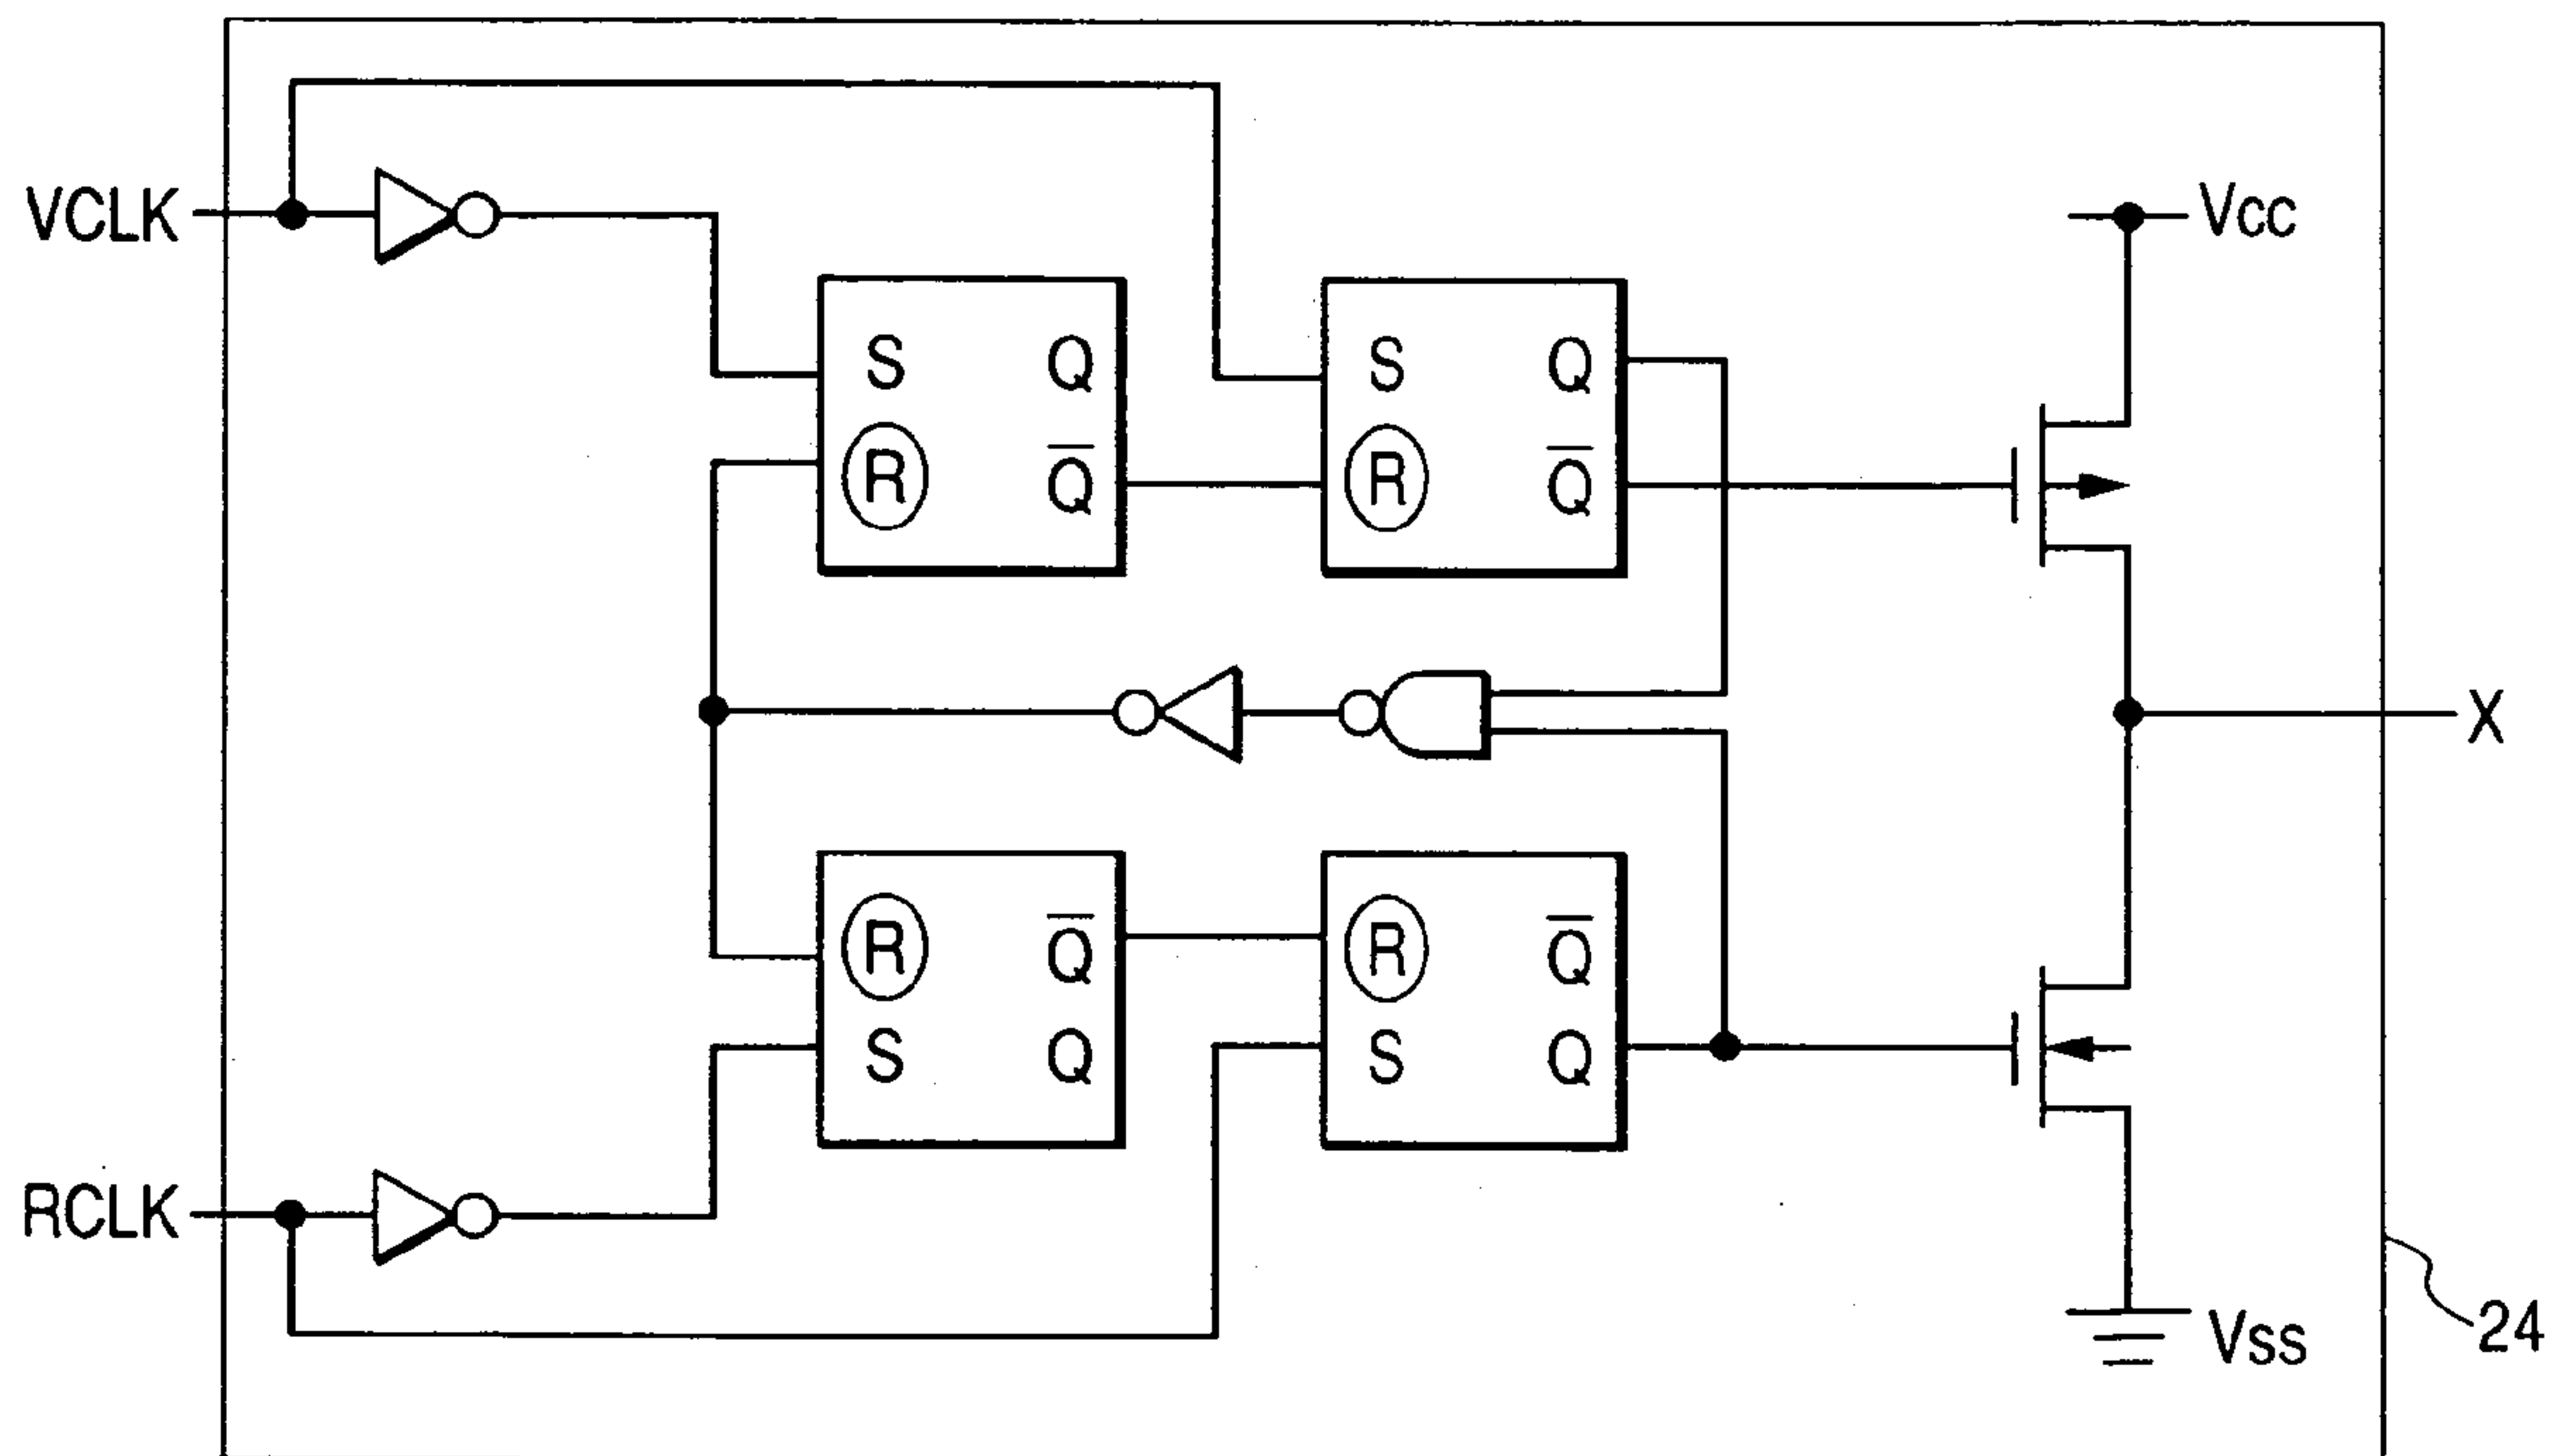 VCLK
Vcc
S Q S Q
R Q̅ R Q̅
X
R Q̅ R Q̅
S Q S Q
RCLK
Vss
24